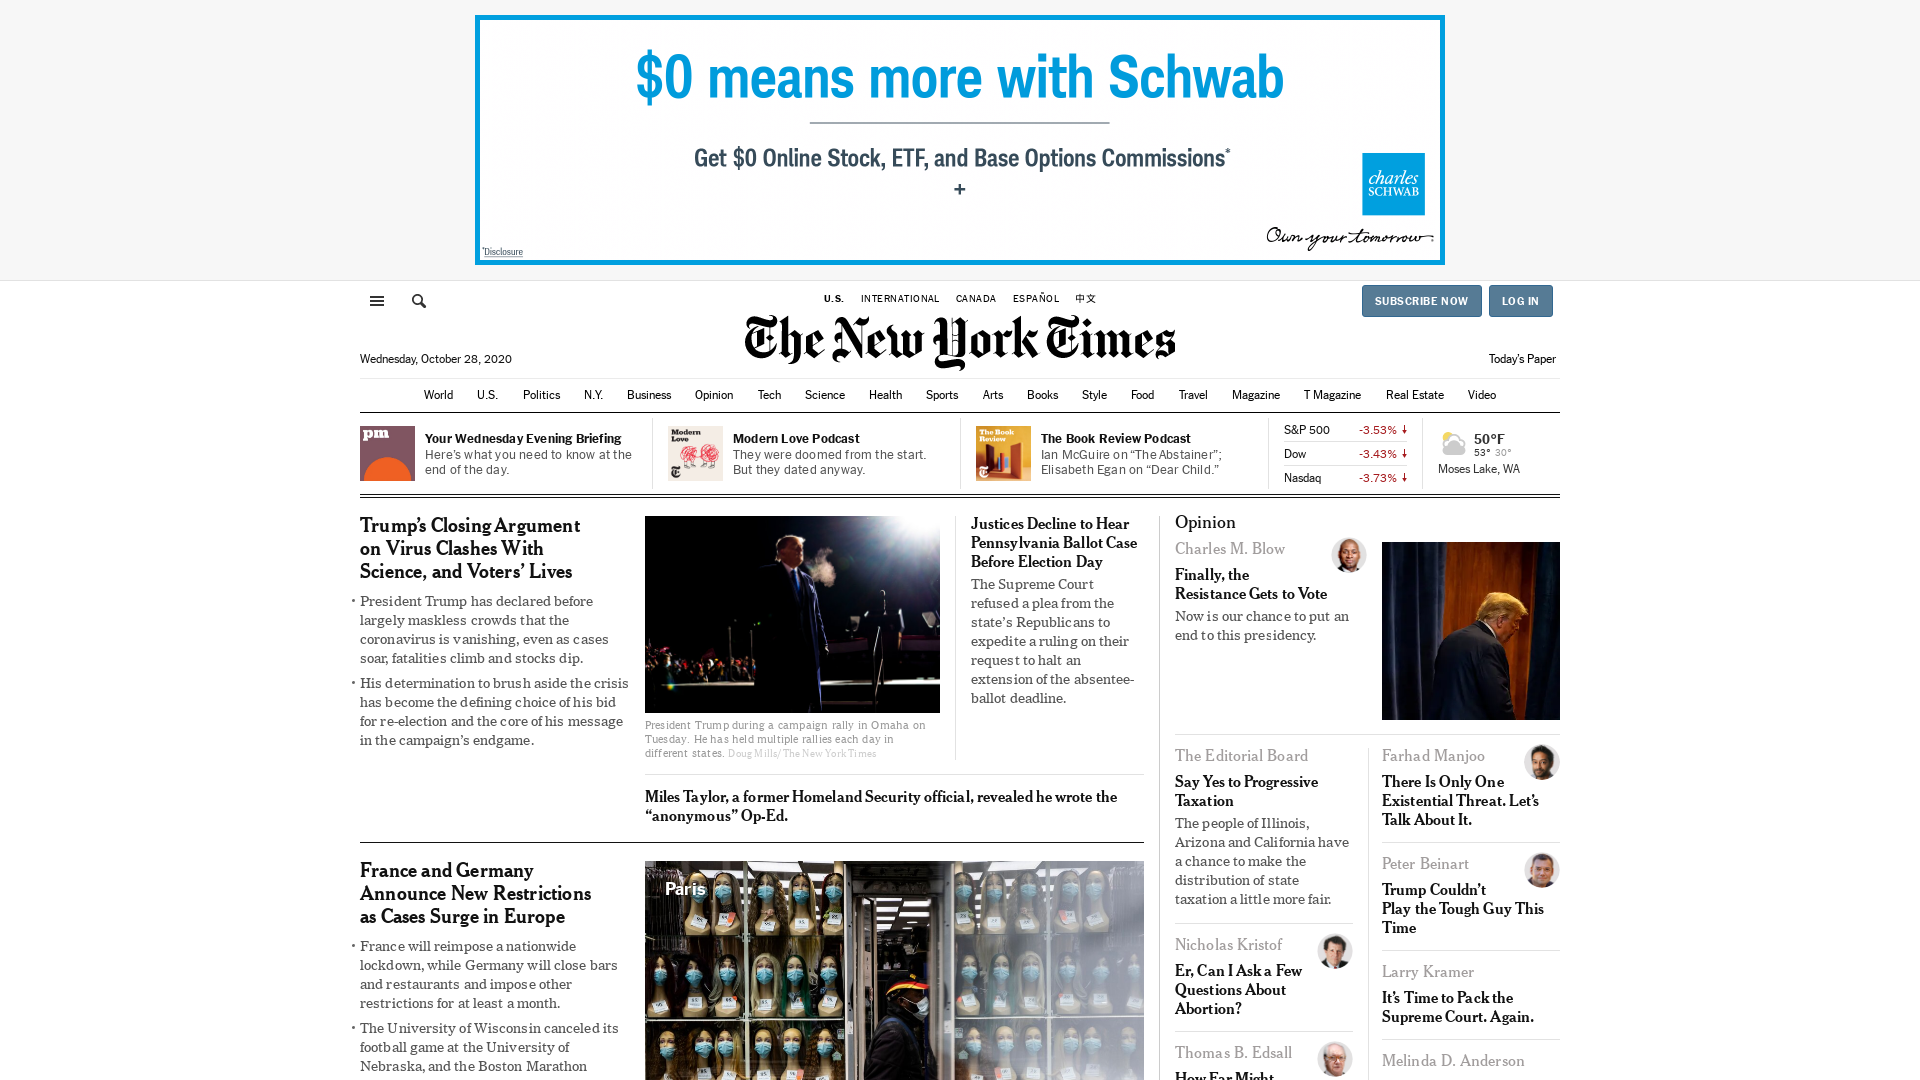 $0 means more with Schwab
Get $0 Online Stock, ETF, and Base Options Commissions*
+
charles
SCHWAB
Own your tomorrow
*Disclosure
U.S. INTERNATIONAL CANADA ESPAÑOL 中文
SUBSCRIBE NOW LOG IN
The New York Times
Wednesday, October 28, 2020
Today's Paper
World U.S. Politics N.Y. Business Opinion Tech Science Health Sports Arts Books Style Food Travel Magazine T Magazine Real Estate Video
pm
Your Wednesday Evening Briefing
Here's what you need to know at the
end of the day.
Modern
Love
Modern Love Podcast
They were doomed from the start.
But they dated anyway.
The Book
Review
The Book Review Podcast
Ian McGuire on “The Abstainer”;
Elisabeth Egan on “Dear Child.”
S&P 500 -3.53%
Dow -3.43%
Nasdaq -3.73%
50°F
53° 30°
Moses Lake, WA
Trump’s Closing Argument
on Virus Clashes With
Science, and Voters’ Lives
• President Trump has declared before
largely maskless crowds that the
coronavirus is vanishing, even as cases
soar, fatalities climb and stocks dip.
• His determination to brush aside the crisis
has become the defining choice of his bid
for re-election and the core of his message
in the campaign’s endgame.
President Trump during a campaign rally in Omaha on
Tuesday. He has held multiple rallies each day in
different states. Doug Mills/The New York Times
Justices Decline to Hear
Pennsylvania Ballot Case
Before Election Day
The Supreme Court
refused a plea from the
state’s Republicans to
expedite a ruling on their
request to halt an
extension of the absentee-
ballot deadline.
Miles Taylor, a former Homeland Security official, revealed he wrote the
“anonymous” Op-Ed.
France and Germany
Announce New Restrictions
as Cases Surge in Europe
• France will reimpose a nationwide
lockdown, while Germany will close bars
and restaurants and impose other
restrictions for at least a month.
• The University of Wisconsin canceled its
football game at the University of
Nebraska, and the Boston Marathon
Paris
Opinion
Charles M. Blow
Finally, the
Resistance Gets to Vote
Now is our chance to put an
end to this presidency.
The Editorial Board
Say Yes to Progressive
Taxation
The people of Illinois,
Arizona and California have
a chance to make the
distribution of state
taxation a little more fair.
Nicholas Kristof
Er, Can I Ask a Few
Questions About
Abortion?
Thomas B. Edsall
How Far Might
Farhad Manjoo
There Is Only One
Existential Threat. Let’s
Talk About It.
Peter Beinart
Trump Couldn’t
Play the Tough Guy This
Time
Larry Kramer
It’s Time to Pack the
Supreme Court. Again.
Melinda D. Anderson